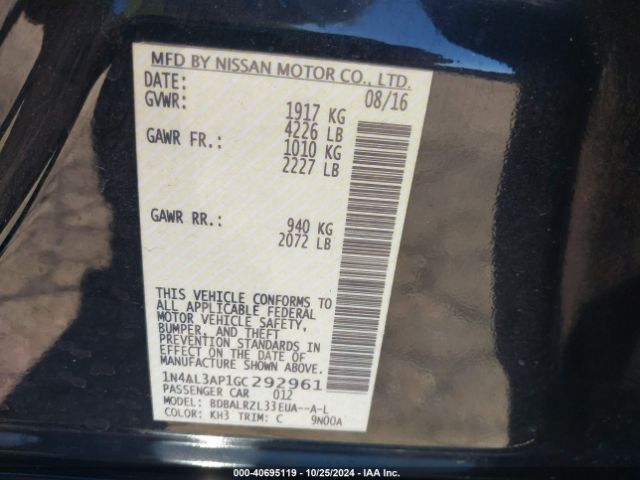 MFD BY NISSAN MOTOR CO., LTD.
DATE: 08/16
GVWR: 1917 KG
4226 LB
GAWR FR.: 1010 KG
2227 LB
GAWR RR.: 940 KG
2072 LB
THIS VEHICLE CONFORMS TO
ALL APPLICABLE FEDERAL
MOTOR VEHICLE SAFETY,
BUMPER, AND THEFT
PREVENTION STANDARDS IN
EFFECT ON THE DATE OF
MANUFACTURE SHOWN ABOVE.
1N4AL3AP1GC292961
PASSENGER CAR 012
MODEL: BDBALRZL33EUA--A-L
COLOR: KH3 TRIM: C 9N00A
000-40695119 - 10/25/2024 - IAA Inc.